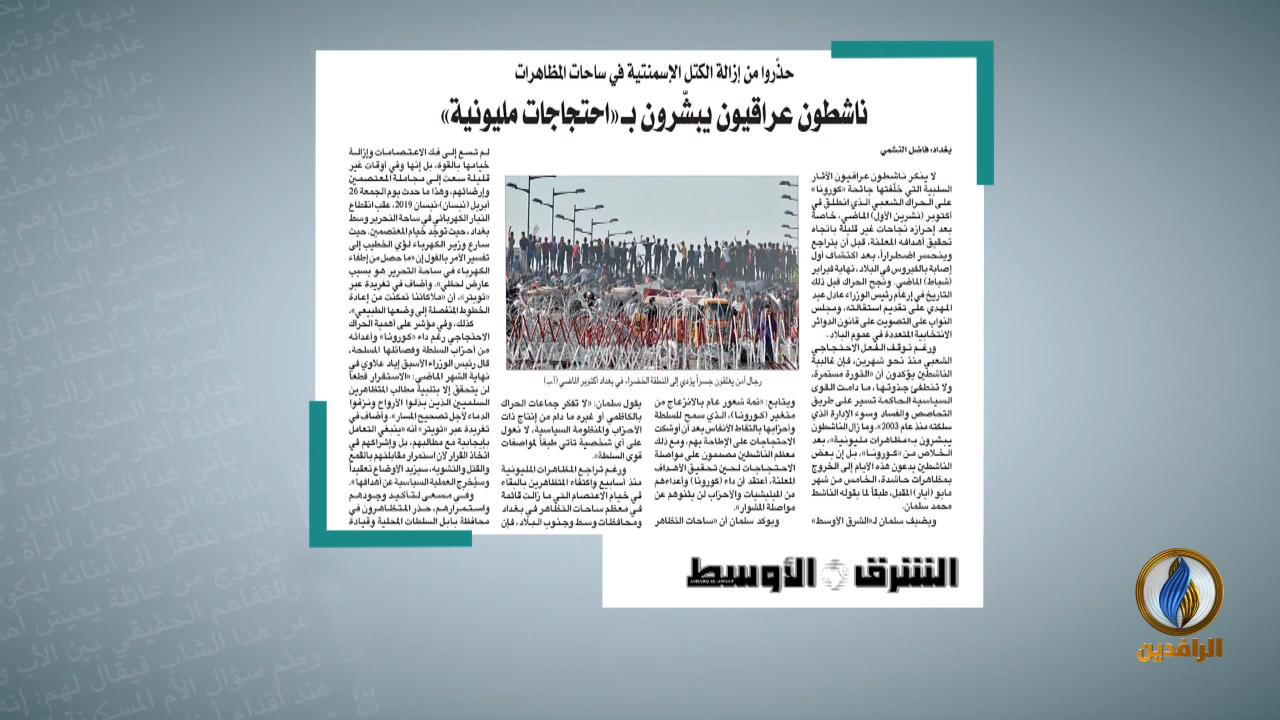 حذّروا من إزالة الكتل الإسمنتية في ساحات المظاهرات
ناشطون عراقيون يبشّرون بـ«احتجاجات مليونية»
بغداد: فاضل النشمي
لا ينكر ناشطون عراقيون الآثار
السلبية التي خلّفتها جائحة «كورونا»
على الحراك الشعبي الذي انطلق في
أكتوبر (تشرين الأول) الماضي، خاصة
بعد إحرازه نجاحات غير قليلة باتجاه
تحقيق أهدافه المعلنة، قبل أن يتراجع
وينحسر اضطراراً، بعد اكتشاف أول
إصابة بالفيروس في البلاد، نهاية فبراير
(شباط) الماضي. ونجح الحراك قبل ذلك
التاريخ في إرغام رئيس الوزراء عادل عبد
المهدي على تقديم استقالته، ومجلس
النواب على التصويت على قانون الدوائر
الانتخابية المتعددة في عموم البلاد.
ورغم توقف الفعل الاحتجاجي
الشعبي منذ نحو شهرين، فإن غالبية
الناشطين يؤكدون أن «الثورة مستمرة،
ولا تنطفئ جذوتها، ما دامت القوى
السياسية الحاكمة تسير على طريق
التحاصص والفساد وسوء الإدارة الذي
سلكته منذ عام 2003». وما زال الناشطون
يبشرون بـ«مظاهرات مليونية»، بعد
الخلاص من «كورونا»، بل إن بعض
الناشطين يدعون هذه الأيام إلى الخروج
بمظاهرات حاشدة، الخامس من شهر
مايو (أيار) المقبل، طبقاً لما يقوله الناشط
محمد سلمان.
ويضيف سلمان لـ«الشرق الأوسط»
رجال أمن يغلقون جسراً يؤدي إلى المنطقة الخضراء، في بغداد أكتوبر الماضي (أ.ب)
ويتابع: «ثمة شعور عام بالانزعاج من
متغير (كورونا)، الذي سمح للسلطة
وأحزابها بالتقاط الأنفاس بعد أن أوشكت
الاحتجاجات على الإطاحة بهم، ومع ذلك
معظم الناشطين مصممون على مواصلة
الاحتجاجات لحين تحقيق الأهداف
المعلنة، أعتقد أن داء (كورونا) وأعداءهم
من الميليشيات والأحزاب لن يثنوهم عن
مواصلة المشوار».
ويؤكد سلمان أن «ساحات التظاهر
يقول سلمان: «لا تفكر جماعات الحراك
بالكاظمي أو غيره ما دام من إنتاج ذات
الأحزاب والمنظومة السياسية، لا نعول
على أي شخصية تأتي طبقاً لمواصفات
قوى السلطة».
ورغم تراجع المظاهرات المليونية
منذ أسابيع واكتفاء المتظاهرين بالبقاء
في خيام الاعتصام التي ما زالت قائمة
في معظم ساحات التظاهر في بغداد
ومحافظات وسط وجنوب البلاد، فإن
لم تسع إلى فك الاعتصامات وإزالة
خيامها بالقوة، بل إنها وفي أوقات غير
قليلة سعت إلى مجاملة المعتصمين
وإرضائهم، وهذا ما حدث يوم الجمعة 26
أبريل (نيسان)-نيسان 2019، عقب انقطاع
التيار الكهربائي في ساحة التحرير وسط
بغداد، حيث توجد خيام المعتصمين. حيث
سارع وزير الكهرباء لؤي الخطيب إلى
تفسير الأمر بالقول إن «ما حصل من إطفاء
الكهرباء في ساحة التحرير هو بسبب
عارض لحظي». وأضاف في تغريدة عبر
«تويتر»، أن «ملاكاتنا تمكنت من إعادة
الخطوط المنفصلة إلى وضعها الطبيعي».
كذلك، وفي مؤشر على أهمية الحراك
الاحتجاجي رغم داء «كورونا» وأعدائه
من أحزاب السلطة وفصائلها المسلحة،
قال رئيس الوزراء الأسبق إياد علاوي في
نهاية الشهر الماضي: «الاستقرار قطعاً
لن يتحقق إلا بتلبية مطالب المتظاهرين
السلميين الذين بذلوا الأرواح ونزفوا
الدماء لأجل تصحيح المسار». وأضاف في
تغريدة عبر «تويتر» أنه «ينبغي التعامل
بإيجابية مع مطالبهم، بل وإشراكهم في
اتخاذ القرار لأن استمرار مقابلتهم بالقمع
والقتل والتشويه، سيزيد الأوضاع تعقيداً
وسيُخرج العملية السياسية عن أهدافها».
وفي مسعى لتأكيد وجودهم
واستمرارهم، حذر المتظاهرون في
محافظة بابل السلطات المحلية وقيادة
الشرق الأوسط
ASHARQ AL-AWSAT
الرافدين